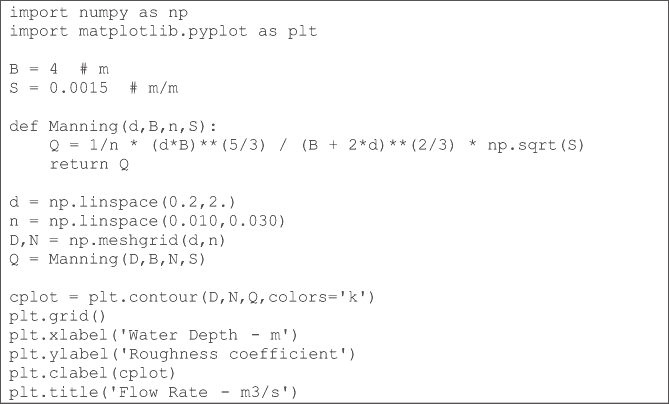 import numpy as np
import matplotlib.pyplot as plt

B = 4  # m
S = 0.0015  # m/m

def Manning(d,B,n,S):
    Q = 1/n * (d*B)**(5/3) / (B + 2*d)**(2/3) * np.sqrt(S)
    return Q

d = np.linspace(0.2,2.)
n = np.linspace(0.010,0.030)
D,N = np.meshgrid(d,n)
Q = Manning(D,B,N,S)

cplot = plt.contour(D,N,Q,colors='k')
plt.grid()
plt.xlabel('Water Depth - m')
plt.ylabel('Roughness coefficient')
plt.clabel(cplot)
plt.title('Flow Rate - m3/s')